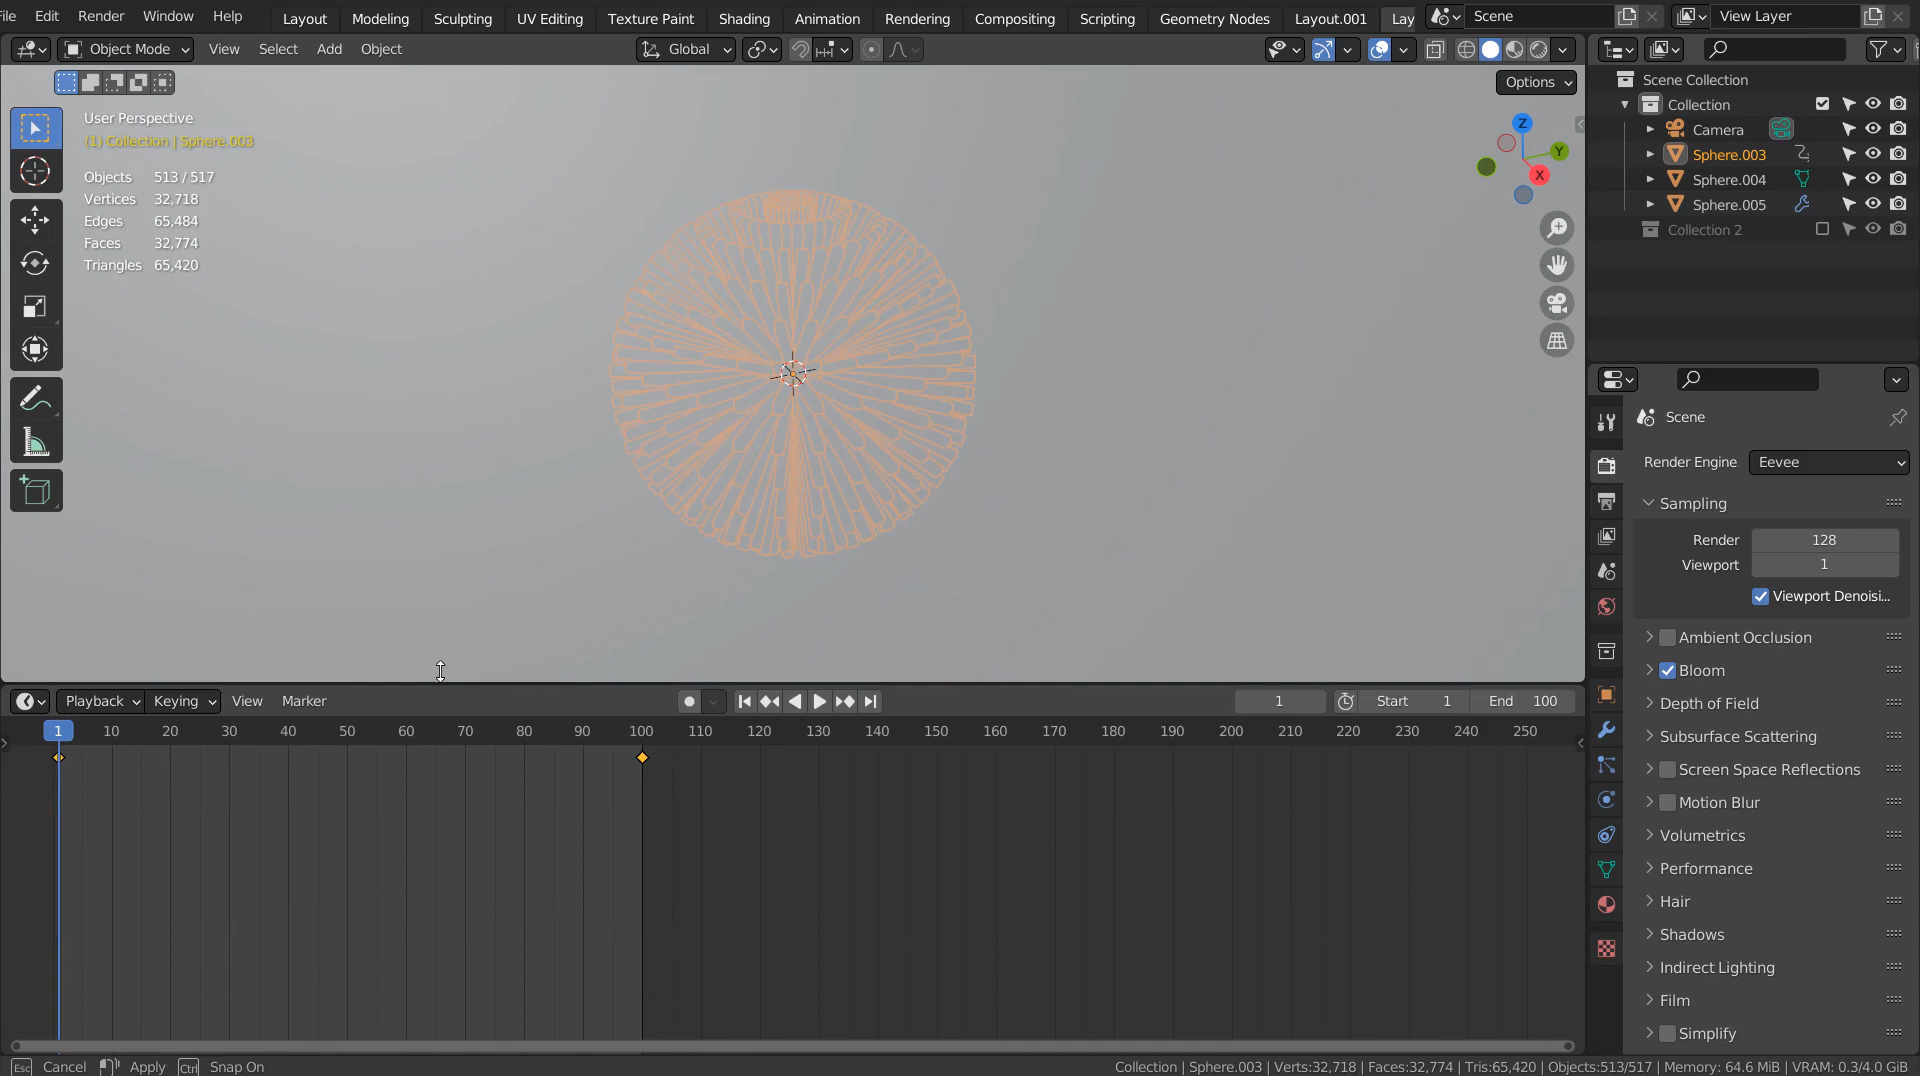 ile Edit Render Window Help Layout Modeling Sculpting UV Editing Texture Paint Shading Animation Rendering Compositing Scripting Geometry Nodes Layout.001 Lay Scene View Layer
Object Mode View Select Add Object Global
Options
User Perspective
(1) Collection | Sphere.003
Objects 513 / 517
Vertices 32,718
Edges 65,484
Faces 32,774
Triangles 65,420
Z
Y
X
Scene Collection
Collection
Camera
Sphere.003
Sphere.004
Sphere.005
Collection 2
Scene
Render Engine Eevee
Sampling
Render 128
Viewport 1
Viewport Denoisi...
Ambient Occlusion
Bloom
Depth of Field
Subsurface Scattering
Screen Space Reflections
Motion Blur
Volumetrics
Performance
Hair
Shadows
Indirect Lighting
Film
Simplify
Playback Keying View Marker 1 Start 1 End 100
1 10 20 30 40 50 60 70 80 90 100 110 120 130 140 150 160 170 180 190 200 210 220 230 240 250
Esc Cancel Apply Ctrl Snap On Collection | Sphere.003 | Verts:32,718 | Faces:32,774 | Tris:65,420 | Objects:513/517 | Memory: 64.6 MiB | VRAM: 0.3/4.0 GiB